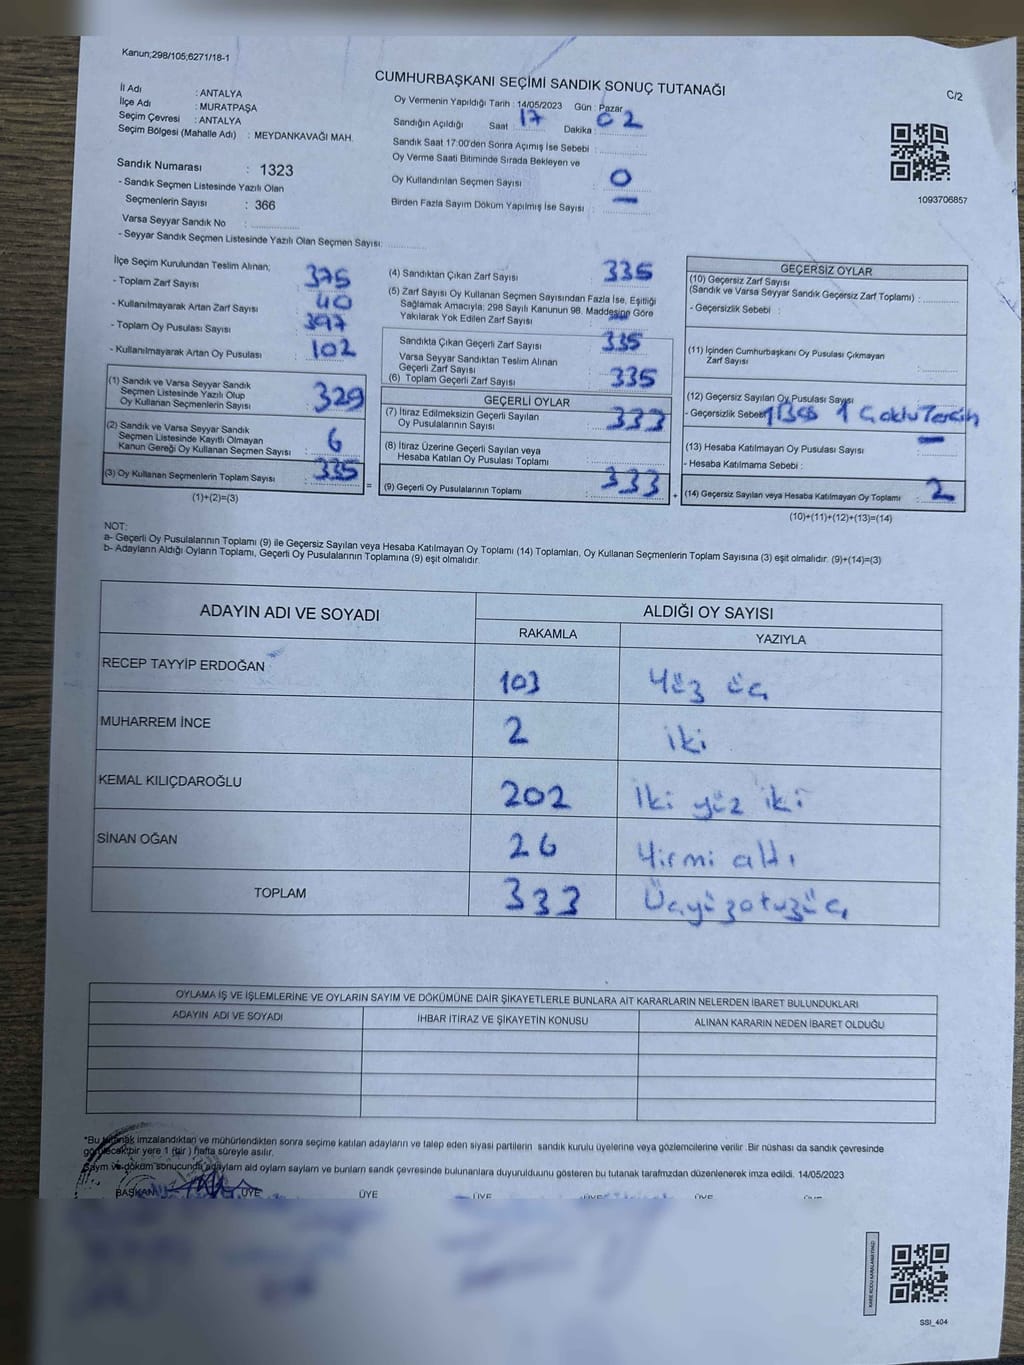 Kanun;298/105;6271/18-1
CUMHURBAŞKANI SEÇİMİ SANDIK SONUÇ TUTANAĞI
C/2
İl Adı : ANTALYA
İlçe Adı : MURATPAŞA
Seçim Çevresi : ANTALYA
Seçim Bölgesi (Mahalle Adı) : MEYDANKAVAĞI MAH.
Oy Vermenin Yapıldığı Tarih : 14/05/2023 Gün : Pazar
Sandığın Açıldığı Saat : 17 Dakika : 02
Sandık Saat 17:00'den Sonra Açımış İse Sebebi :
Oy Verme Saati Bitiminde Sırada Bekleyen ve
Oy Kullandırılan Seçmen Sayısı : 0
Birden Fazla Sayım Döküm Yapılmış İse Sayısı : —
1093706857
Sandık Numarası : 1323
- Sandık Seçmen Listesinde Yazılı Olan
Seçmenlerin Sayısı : 366
Varsa Seyyar Sandık No :
- Seyyar Sandık Seçmen Listesinde Yazılı Olan Seçmen Sayısı:
İlçe Seçim Kurulundan Teslim Alınan;
- Toplam Zarf Sayısı : 375
- Kullanılmayarak Artan Zarf Sayısı : 40
- Toplam Oy Pusulası Sayısı : 397
- Kullanılmayarak Artan Oy Pusulası : 102
(1) Sandık ve Varsa Seyyar Sandık
Seçmen Listesinde Yazılı Olup
Oy Kullanan Seçmenlerin Sayısı : 329
(2) Sandık ve Varsa Seyyar Sandık
Seçmen Listesinde Kayıtlı Olmayan
Kanun Gereği Oy Kullanan Seçmen Sayısı : 6
(3) Oy Kullanan Seçmenlerin Toplam Sayısı : 335
(1)+(2)=(3)
(4) Sandıktan Çıkan Zarf Sayısı : 335
(5) Zarf Sayısı Oy Kullanan Seçmen Sayısından Fazla İse, Eşitliği
Sağlamak Amacıyla; 298 Sayılı Kanunun 98. Maddesine Göre
Yakılarak Yok Edilen Zarf Sayısı : —
Sandıkta Çıkan Geçerli Zarf Sayısı : 335
Varsa Seyyar Sandıktan Teslim Alınan
Geçerli Zarf Sayısı :
(6) Toplam Geçerli Zarf Sayısı : 335
GEÇERLİ OYLAR
(7) İtiraz Edilmeksizin Geçerli Sayılan
Oy Pusulalarının Sayısı : 333
(8) İtiraz Üzerine Geçerli Sayılan veya
Hesaba Katılan Oy Pusulası Toplamı :
(9) Geçerli Oy Pusulalarının Toplamı : 333
GEÇERSİZ OYLAR
(10) Geçersiz Zarf Sayısı
(Sandık ve Varsa Seyyar Sandık Geçersiz Zarf Toplamı) :
- Geçersizlik Sebebi :
(11) İçinden Cumhurbaşkanı Oy Pusulası Çıkmayan
Zarf Sayısı :
(12) Geçersiz Sayılan Oy Pusulası Sayısı
- Geçersizlik Sebebi 1 Boş 1 Çoklu Tercih
(13) Hesaba Katılmayan Oy Pusulası Sayısı : —
- Hesaba Katılmama Sebebi :
(14) Geçersiz Sayılan veya Hesaba Katılmayan Oy Toplamı : 2
(10)+(11)+(12)+(13)=(14)
NOT:
a- Geçerli Oy Pusulalarının Toplamı (9) ile Geçersiz Sayılan veya Hesaba Katılmayan Oy Toplamı (14) Toplamları, Oy Kullanan Seçmenlerin Toplam Sayısına (3) eşit olmalıdır. (9)+(14)=(3)
b- Adayların Aldığı Oyların Toplamı, Geçerli Oy Pusulalarının Toplamına (9) eşit olmalıdır.
ADAYIN ADI VE SOYADI ALDIĞI OY SAYISI
RAKAMLA YAZIYLA
RECEP TAYYİP ERDOĞAN 103 Yüz üç
MUHARREM İNCE 2 iki
KEMAL KILIÇDAROĞLU 202 İki yüz iki
SİNAN OĞAN 26 Yirmi altı
TOPLAM 333 Üçyüzotuzüç
OYLAMA İŞ VE İŞLEMLERİNE VE OYLARIN SAYIM VE DÖKÜMÜNE DAİR ŞİKAYETLERLE BUNLARA AİT KARARLARIN NELERDEN İBARET BULUNDUKLARI
ADAYIN ADI VE SOYADI İHBAR İTİRAZ VE ŞİKAYETİN KONUSU ALINAN KARARIN NEDEN İBARET OLDUĞU
*Bu tutanak imzalandıktan ve mühürlendikten sonra seçime katılan adayların ve talep eden siyasi partilerin sandık kurulu üyelerine veya gözlemcilerine verilir. Bir nüshası da sandık çevresinde
görülecek bir yere 1 (bir ) hafta süreyle asılır.
Sayım ve döküm sonucunda adayların ald oyların sayıların ve bunların sandık çevresinde bulunanlara duyurulduunu gösteren bu tutanak tarafmzdan düzenlenerek imza edildi. 14/05/2023
BAŞKAN ÜYE ÜYE ÜYE ÜYE ÜYE ÜYE
SSI_404